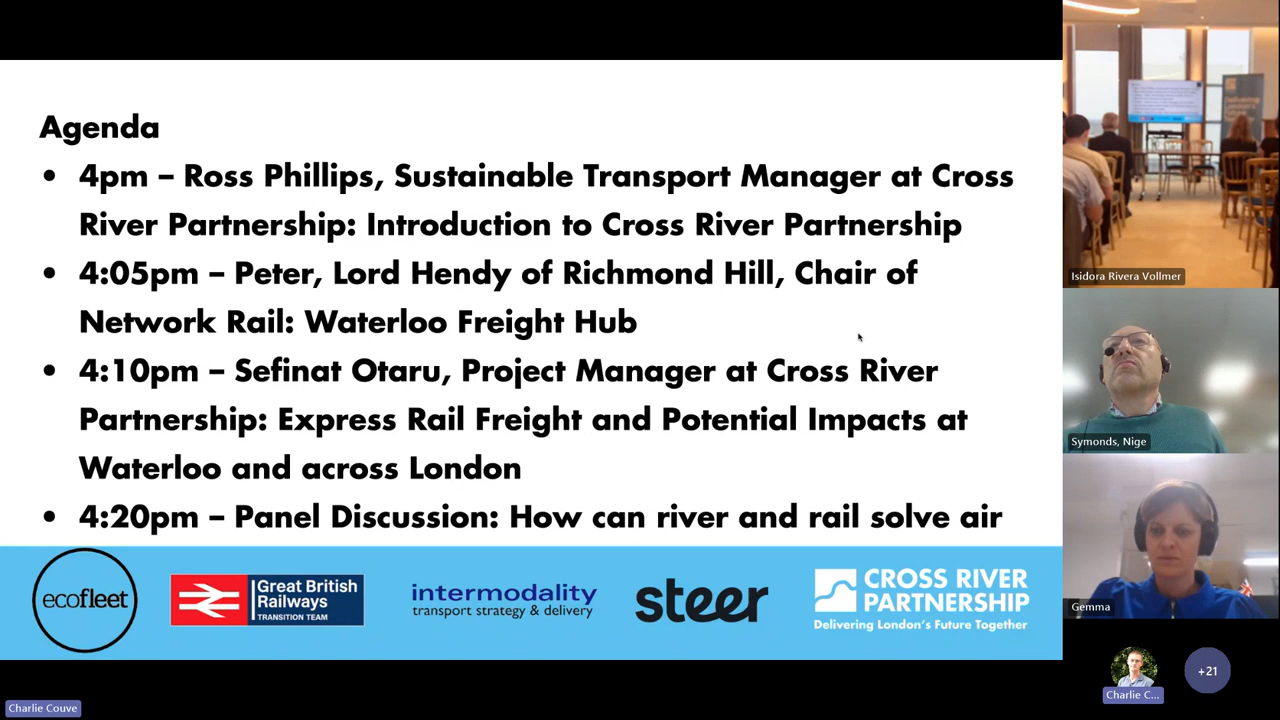 Agenda
• 4pm – Ross Phillips, Sustainable Transport Manager at Cross
River Partnership: Introduction to Cross River Partnership
• 4:05pm – Peter, Lord Hendy of Richmond Hill, Chair of
Network Rail: Waterloo Freight Hub
• 4:10pm – Sefinat Otaru, Project Manager at Cross River
Partnership: Express Rail Freight and Potential Impacts at
Waterloo and across London
• 4:20pm – Panel Discussion: How can river and rail solve air
ecofleet
Great British
Railways
TRANSITION TEAM
intermodality
transport strategy & delivery
steer
CROSS RIVER
PARTNERSHIP
Delivering London's Future Together
Isidora Rivera Vollmer
Symonds, Nige
Gemma
Charlie C...
+21
Charlie Couve